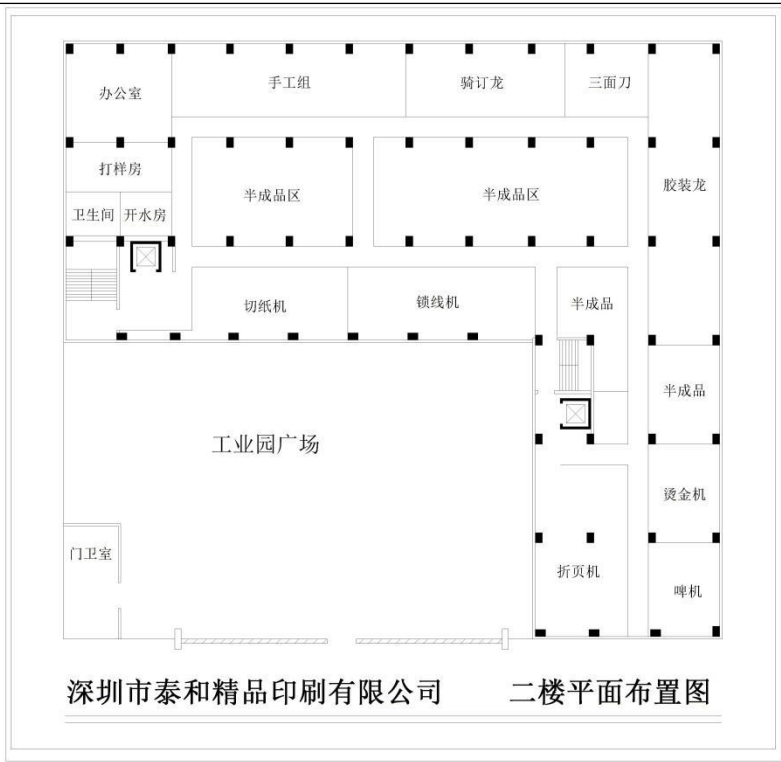 办公室
手工组
骑订龙
三面刀
打样房
半成品区
半成品区
胶装龙
卫生间
开水房
切纸机
锁线机
半成品
半成品
工业园广场
烫金机
门卫室
折页机
啤机
深圳市泰和精品印刷有限公司 二楼平面布置图